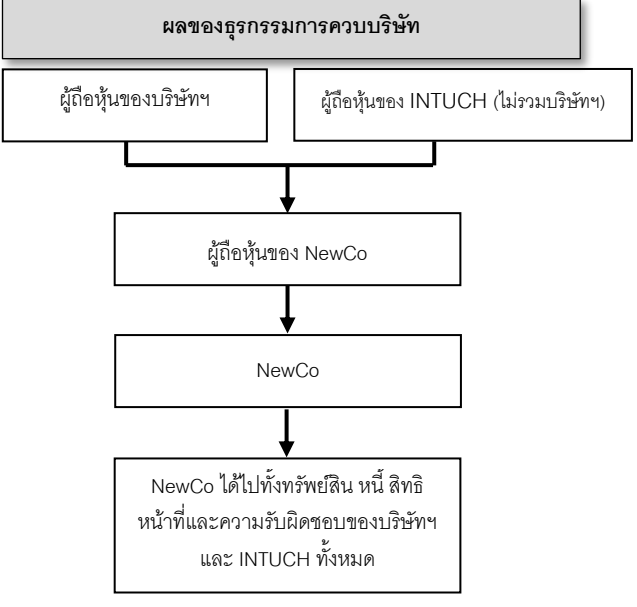 ผลของธุรกรรมการควบบริษัท
ผู้ถือหุ้นของบริษัทฯ
ผู้ถือหุ้นของ INTUCH (ไม่รวมบริษัทฯ)
ผู้ถือหุ้นของ NewCo
NewCo
NewCo ได้ไปทั้งทรัพย์สิน หนี้ สิทธิ
หน้าที่และความรับผิดชอบของบริษัทฯ
และ INTUCH ทั้งหมด